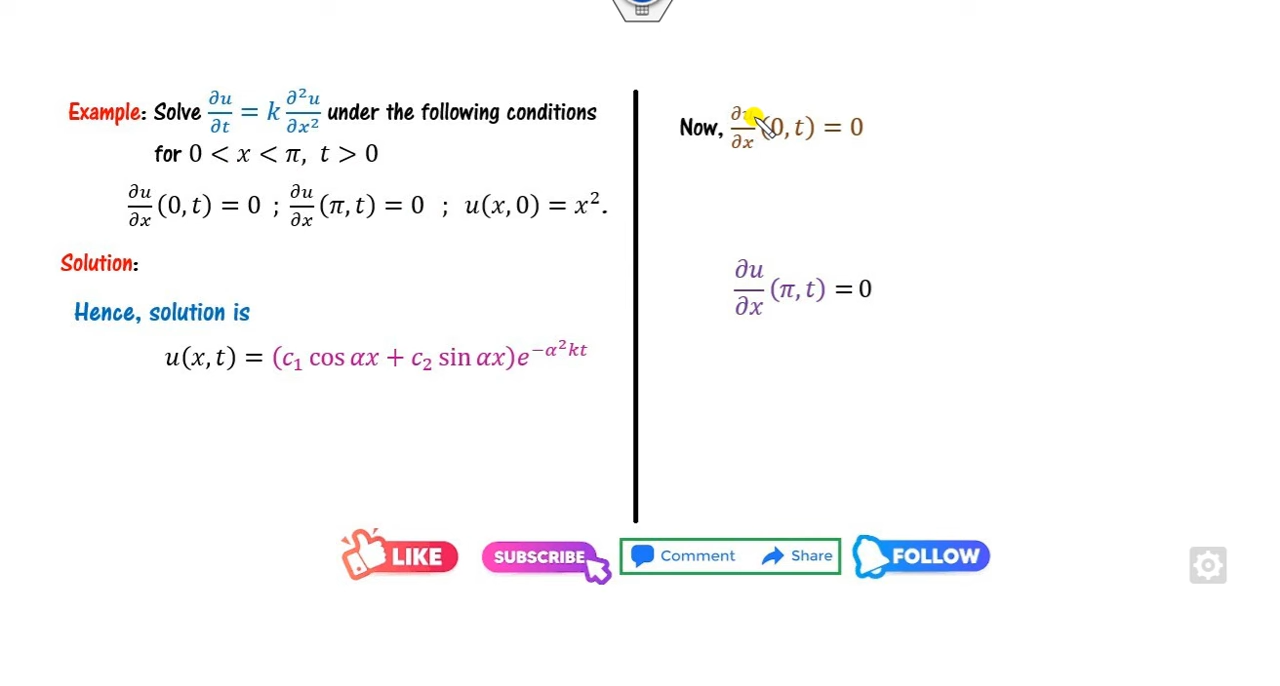 Example: Solve ∂u/∂t = k ∂²u/∂x² under the following conditions
for 0 < x < π, t > 0
∂u/∂x (0, t) = 0 ; ∂u/∂x (π, t) = 0 ; u(x, 0) = x².
Solution:
Hence, solution is
u(x, t) = (c₁ cos αx + c₂ sin αx)e^(−α²kt)
Now, ∂/∂x (0, t) = 0
∂u/∂x (π, t) = 0
LIKE
SUBSCRIBE
Comment
Share
FOLLOW